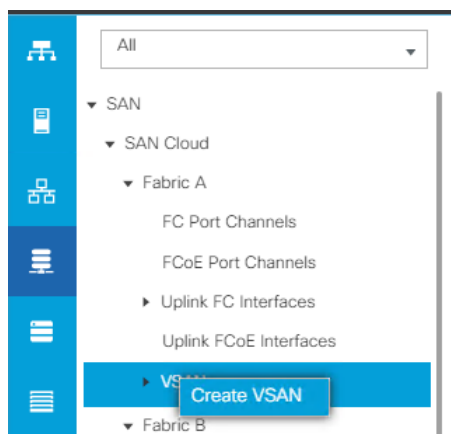 All
SAN
SAN Cloud
Fabric A
FC Port Channels
FCoE Port Channels
Uplink FC Interfaces
Uplink FCoE Interfaces
Create VSAN
Fabric B